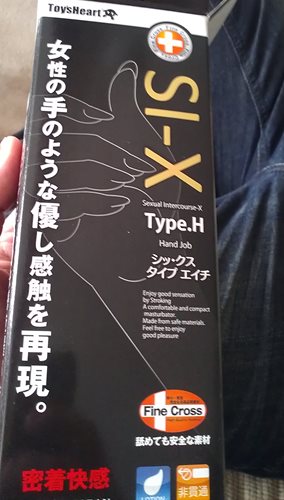 ToysHeart
SI-X
Sexual Intercourse-X
Type.H
Hand Job
シックス
タイプ エイチ
女性の手のような優しい感触を再現。
Enjoy good sensation
by Stroking
A comfortable and compact
masturbator.
Made from safe materials.
Feel free to enjoy
good pleasure
Fine Cross
舐めても安全な素材
密着快感
LOTION
非貫通